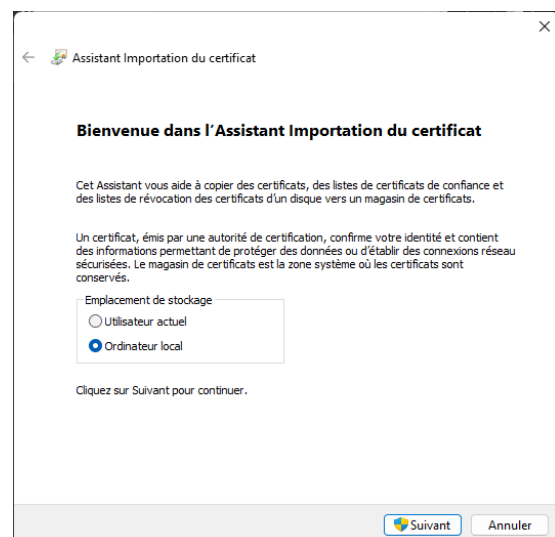 Assistant Importation du certificat
Bienvenue dans l'Assistant Importation du certificat
Cet Assistant vous aide à copier des certificats, des listes de certificats de confiance et
des listes de révocation des certificats d'un disque vers un magasin de certificats.
Un certificat, émis par une autorité de certification, confirme votre identité et contient
des informations permettant de protéger des données ou d'établir des connexions réseau
sécurisées. Le magasin de certificats est la zone système où les certificats sont
conservés.
Emplacement de stockage
Utilisateur actuel
Ordinateur local
Cliquez sur Suivant pour continuer.
Suivant
Annuler